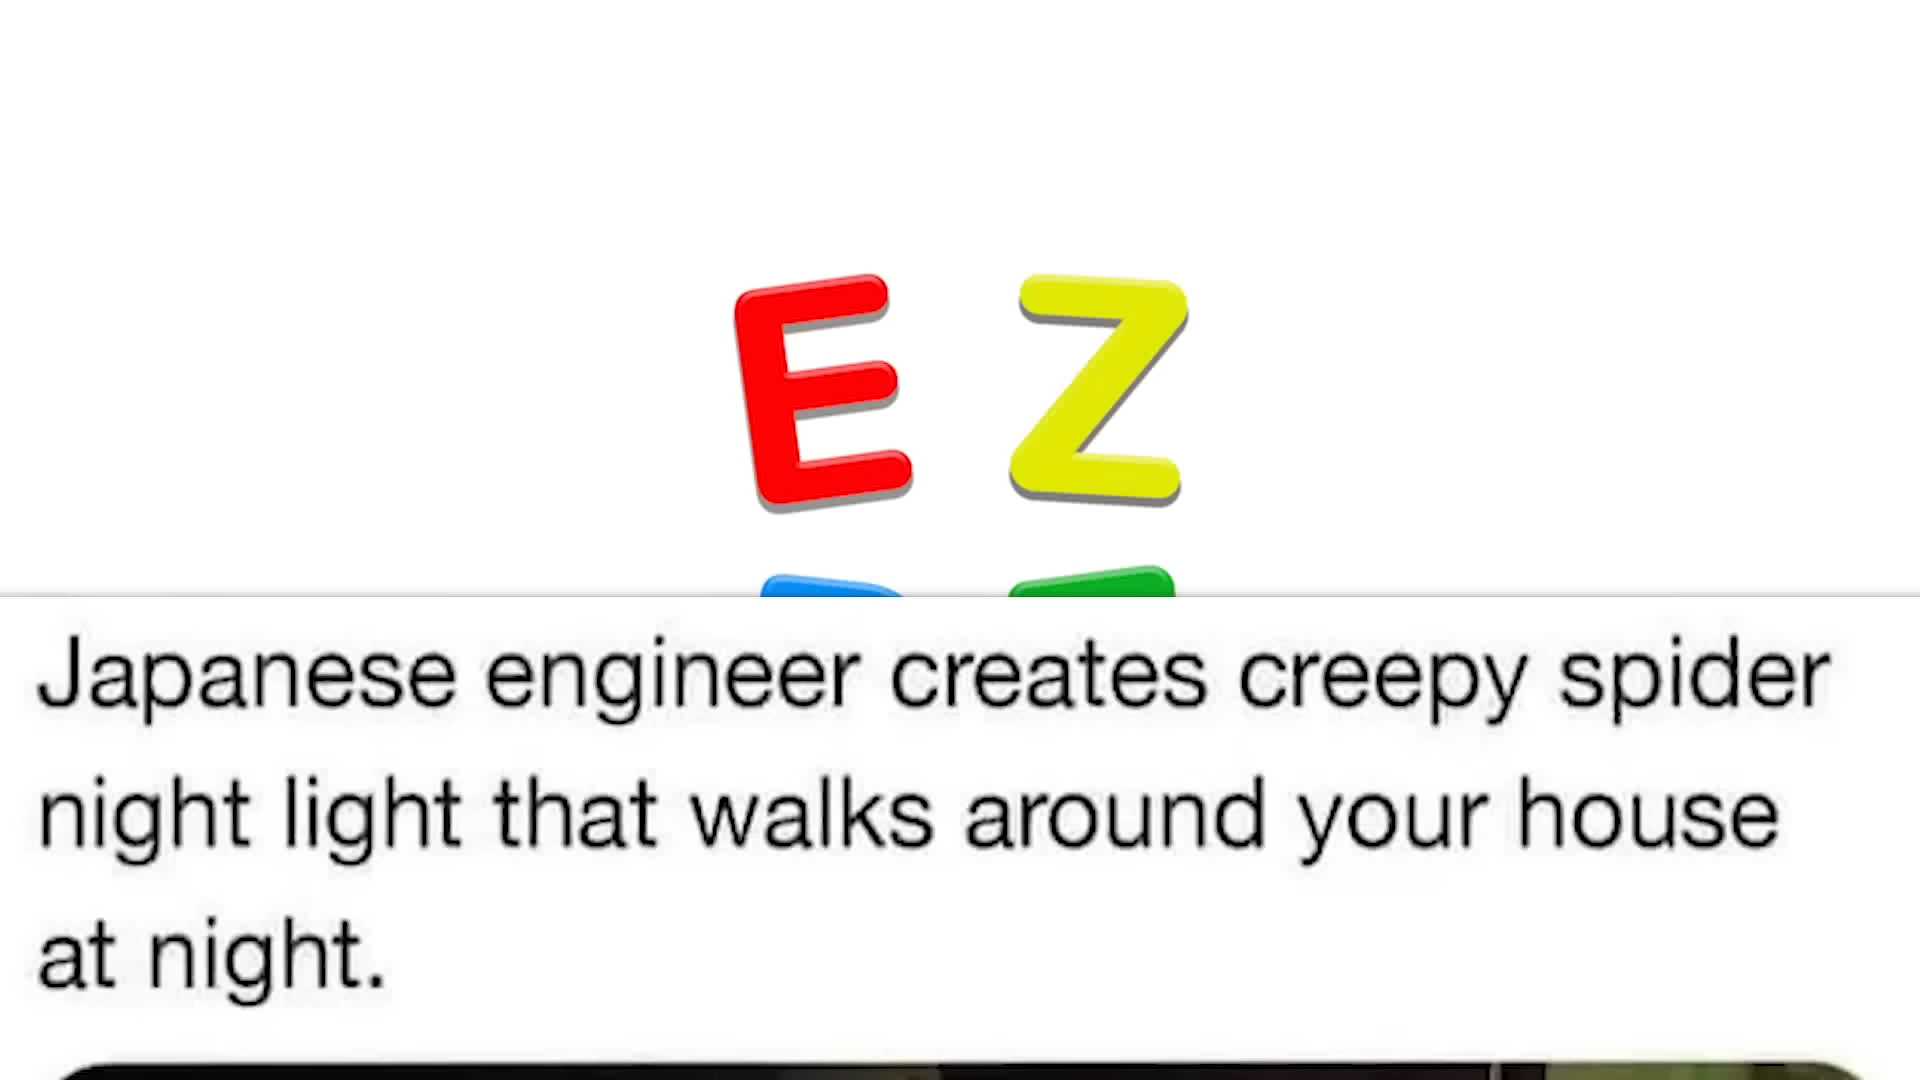 E Z
Japanese engineer creates creepy spider
night light that walks around your house
at night.